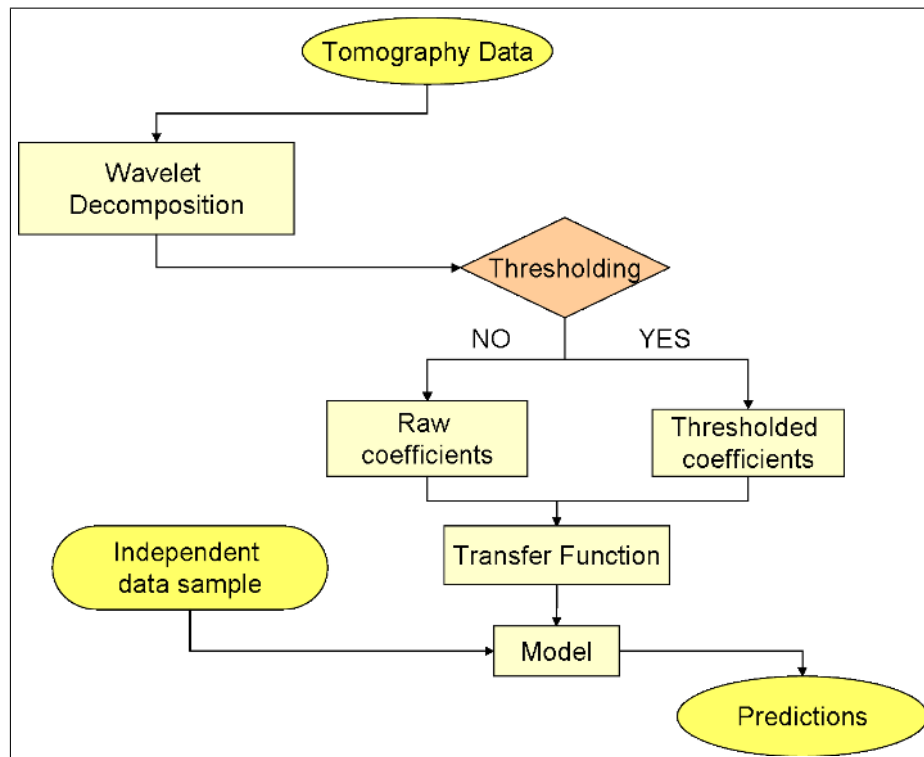 Tomography Data
Wavelet
Decomposition
Thresholding
NO
YES
Raw
coefficients
Thresholded
coefficients
Transfer Function
Independent
data sample
Model
Predictions